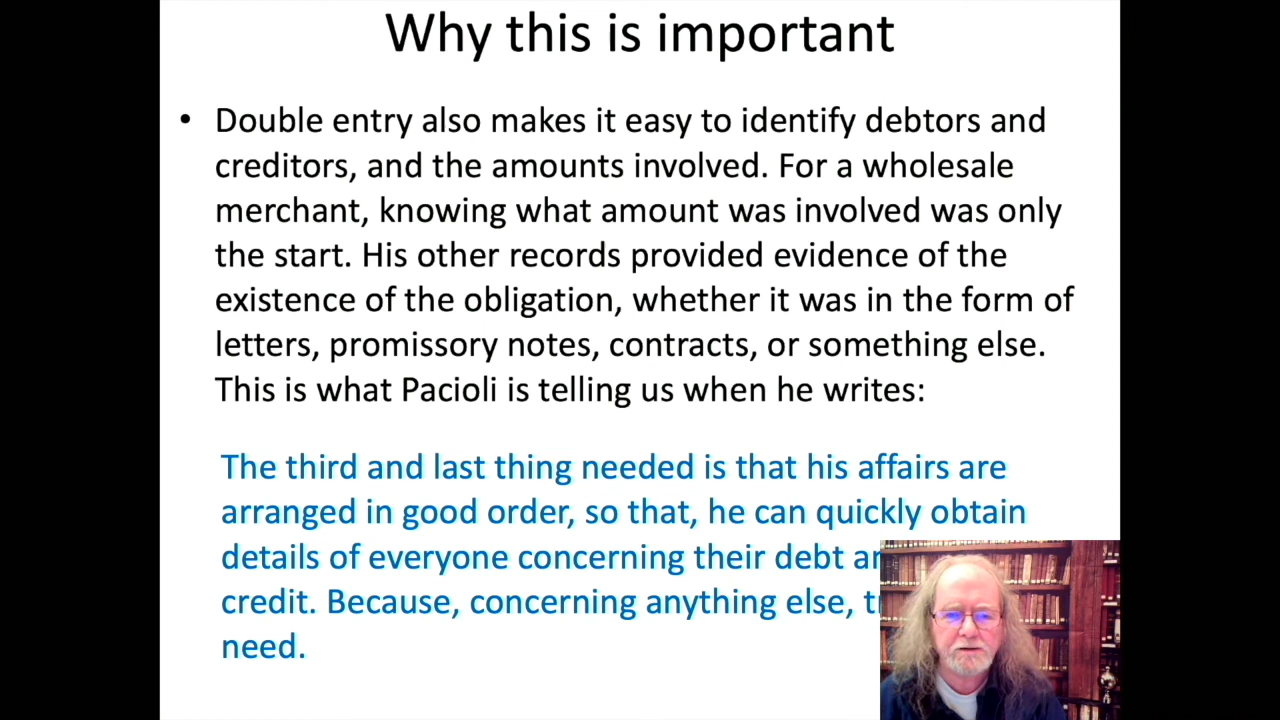 Why this is important
• Double entry also makes it easy to identify debtors and
creditors, and the amounts involved. For a wholesale
merchant, knowing what amount was involved was only
the start. His other records provided evidence of the
existence of the obligation, whether it was in the form of
letters, promissory notes, contracts, or something else.
This is what Pacioli is telling us when he writes:
The third and last thing needed is that his affairs are
arranged in good order, so that, he can quickly obtain
details of everyone concerning their debt
credit. Because, concerning anything else,
need.